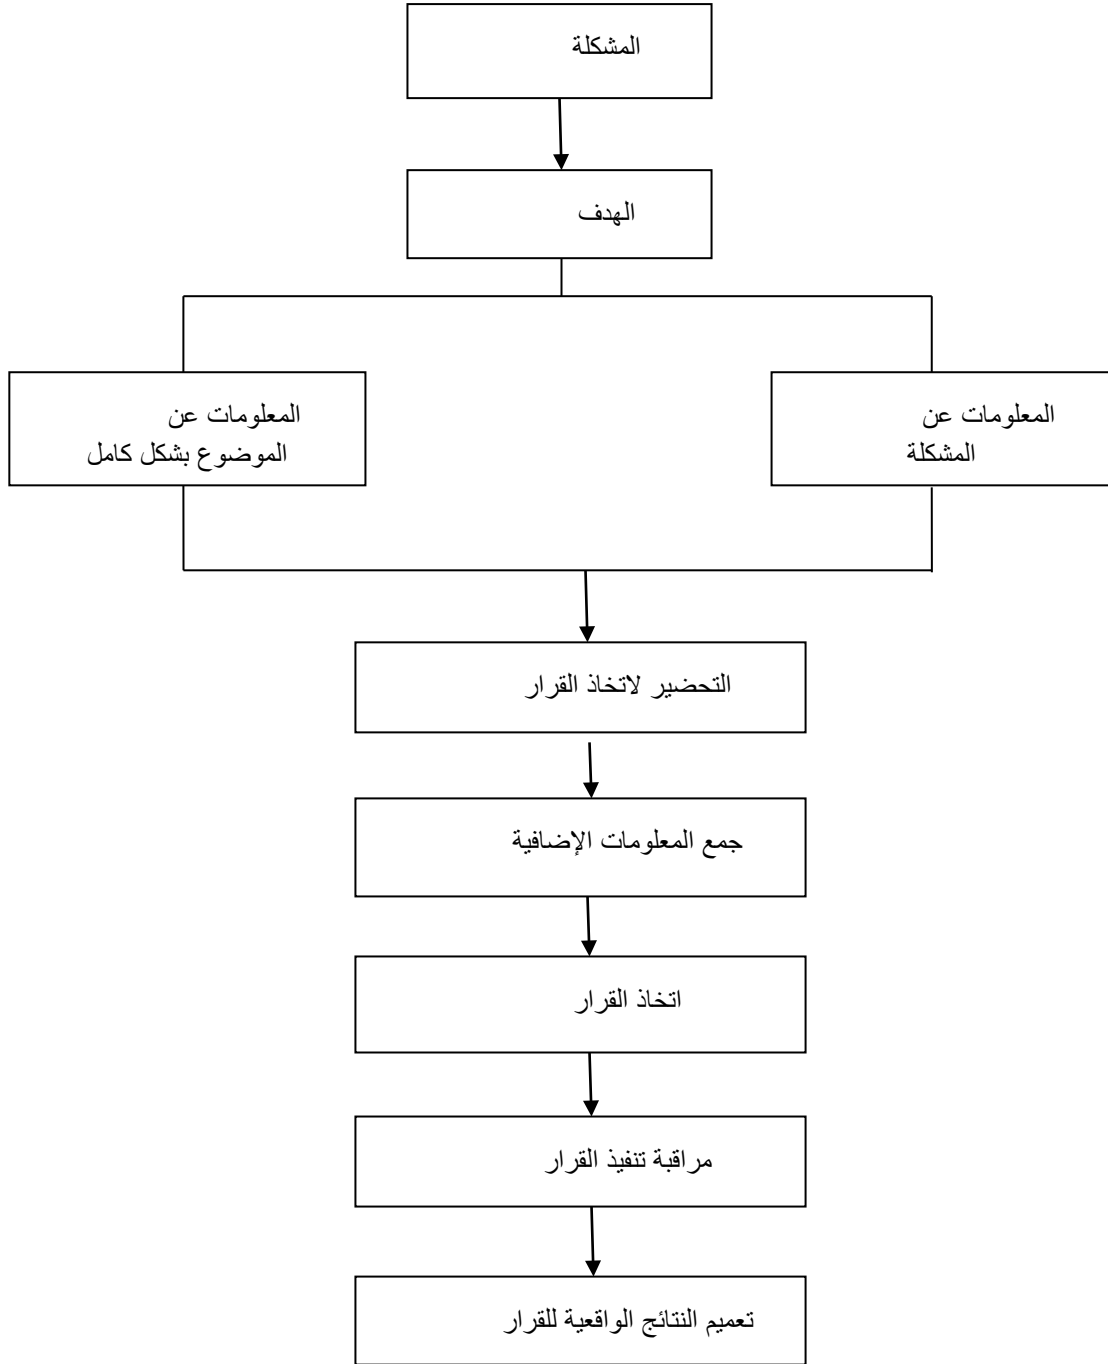 المشكلة
الهدف
المعلومات عن
المشكلة
المعلومات عن
الموضوع بشكل كامل
التحضير لاتخاذ القرار
جمع المعلومات الإضافية
اتخاذ القرار
مراقبة تنفيذ القرار
تعميم النتائج الواقعية للقرار